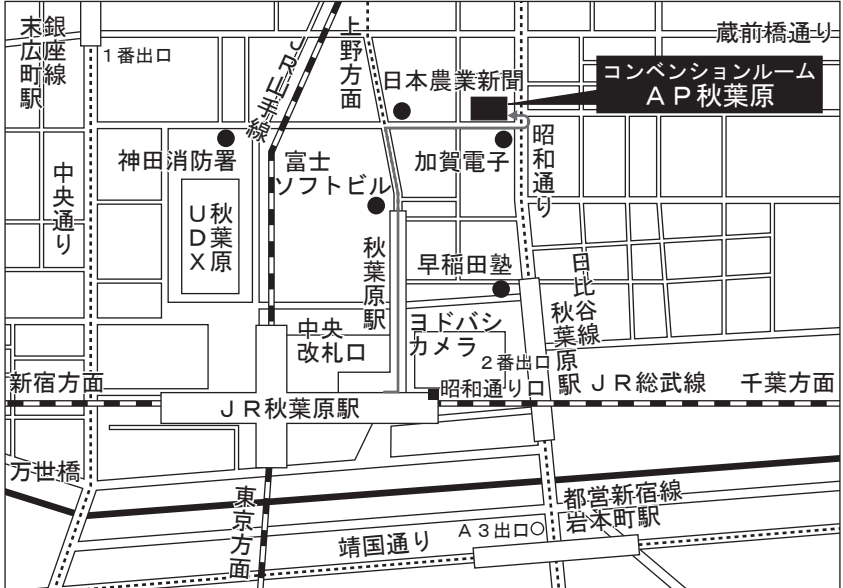 銀座線
末広町駅
1番出口
JR山手線
上野方面
蔵前橋通り
日本農業新聞
コンベンションルーム
AP秋葉原
神田消防署
富士
ソフトビル
加賀電子
昭和通り
中央通り
秋葉原
UDX
秋葉原駅
早稲田塾
日比谷線
秋葉原駅
中央
改札口
ヨドバシ
カメラ
2番出口
新宿方面
JR秋葉原駅
昭和通り口
JR総武線
千葉方面
万世橋
東京方面
都営新宿線
岩本町駅
靖国通り
A3出口